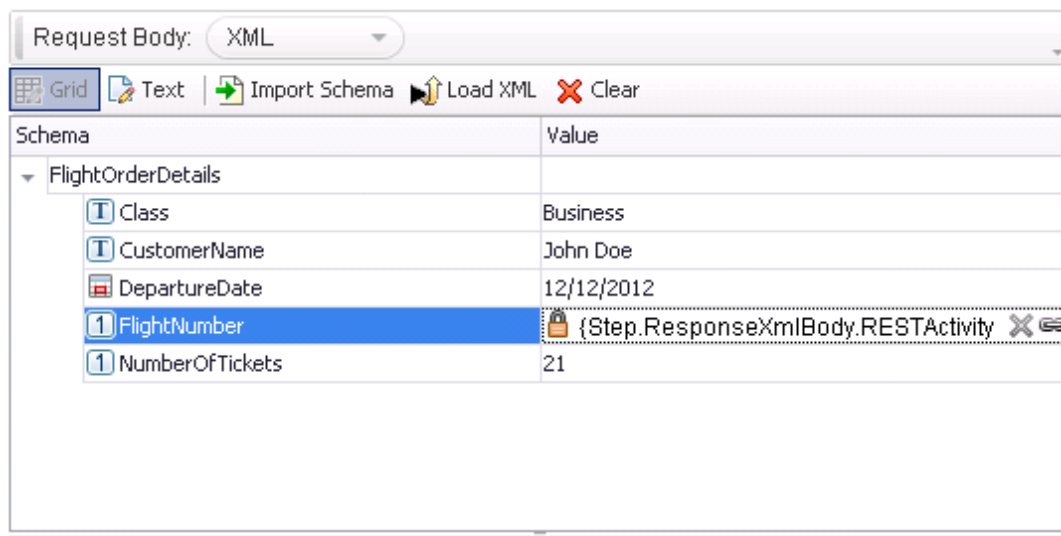 Request Body: XML
Grid Text Import Schema Load XML Clear
Schema Value
FlightOrderDetails
Class Business
CustomerName John Doe
DepartureDate 12/12/2012
FlightNumber {Step.ResponseXmlBody.RESTActivity
NumberOfTickets 21